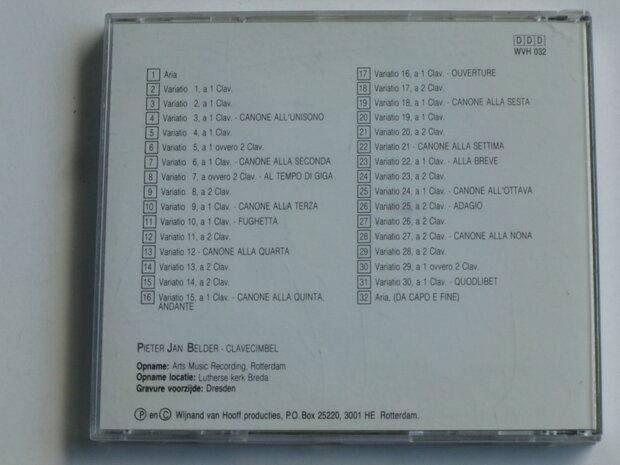 DDD
WVH 032
1 Aria
2 Variatio 1, a 1 Clav.
3 Variatio 2, a 1 Clav.
4 Variatio 3, a 1 Clav. - CANONE ALL'UNISONO
5 Variatio 4, a 1 Clav.
6 Variatio 5, a 1 ovvero 2 Clav.
7 Variatio 6, a 1 Clav. - CANONE ALLA SECONDA
8 Variatio 7, a ovvero 2 Clav. - AL TEMPO DI GIGA
9 Variatio 8, a 2 Clav.
10 Variatio 9, a 1 Clav. - CANONE ALLA TERZA
11 Variatio 10, a 1 Clav. - FUGHETTA
12 Variatio 11, a 2 Clav.
13 Variatio 12 - CANONE ALLA QUARTA
14 Variatio 13, a 2 Clav.
15 Variatio 14, a 2 Clav.
16 Variatio 15, a 1 Clav. - CANONE ALLA QUINTA,
ANDANTE
17 Variatio 16, a 1 Clav. - OUVERTURE
18 Variatio 17, a 2 Clav.
19 Variatio 18, a 1 Clav. - CANONE ALLA SESTA
20 Variatio 19, a 1 Clav.
21 Variatio 20, a 2 Clav.
22 Variatio 21 - CANONE ALLA SETTIMA
23 Variatio 22, a 1 Clav. - ALLA BREVE
24 Variatio 23, a 2 Clav.
25 Variatio 24, a 1 Clav. - CANONE ALL'OTTAVA
26 Variatio 25, a 2 Clav. - ADAGIO
27 Variatio 26, a 2 Clav.
28 Variatio 27, a 2 Clav. - CANONE ALLA NONA
29 Variatio 28, a 2 Clav.
30 Variatio 29, a 1 ovvero 2 Clav.
31 Variatio 30, a 1 Clav. - QUODLIBET
32 Aria, (DA CAPO E FINE)
PIETER JAN BELDER - CLAVECIMBEL
Opname: Arts Music Recording, Rotterdam
Opname locatie: Lutherse kerk Breda
Gravure voorzijde: Dresden
Ⓟ en © Wijnand van Hooff producties, P.O. Box 25220, 3001 HE Rotterdam.